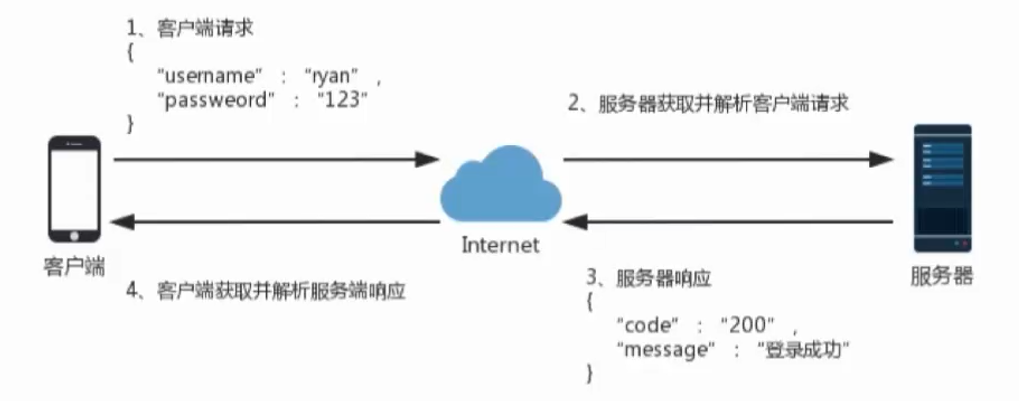 1、客户端请求
{
“username” : “ryan” ,
“passweord” : “123”
}
2、服务器获取并解析客户端请求
Internet
客户端
服务器
4、客户端获取并解析服务端响应
3、服务器响应
{
“code” : “200” ,
“message” : “登录成功”
}